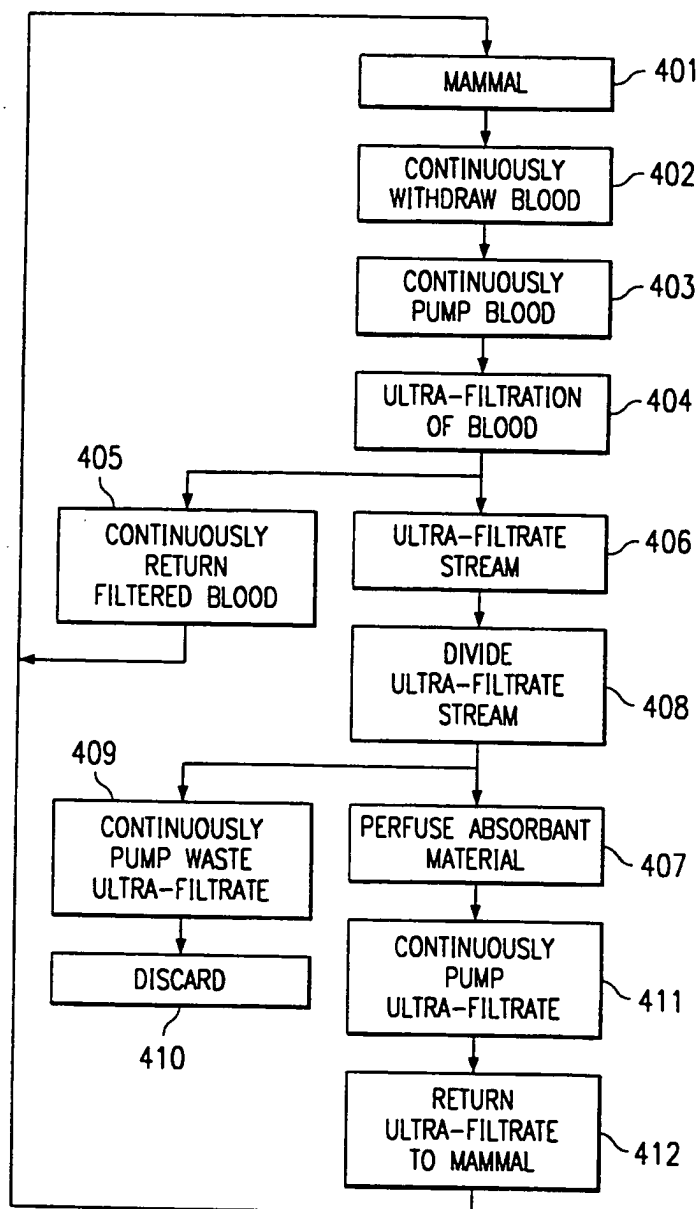 MAMMAL
401
CONTINUOUSLY
WITHDRAW BLOOD
402
CONTINUOUSLY
PUMP BLOOD
403
ULTRA-FILTRATION
OF BLOOD
404
405
CONTINUOUSLY
RETURN
FILTERED BLOOD
ULTRA-FILTRATE
STREAM
406
DIVIDE
ULTRA-FILTRATE
STREAM
408
409
CONTINUOUSLY
PUMP WASTE
ULTRA-FILTRATE
PERFUSE ABSORBANT
MATERIAL
407
DISCARD
410
CONTINUOUSLY
PUMP
ULTRA-FILTRATE
411
RETURN
ULTRA-FILTRATE
TO MAMMAL
412